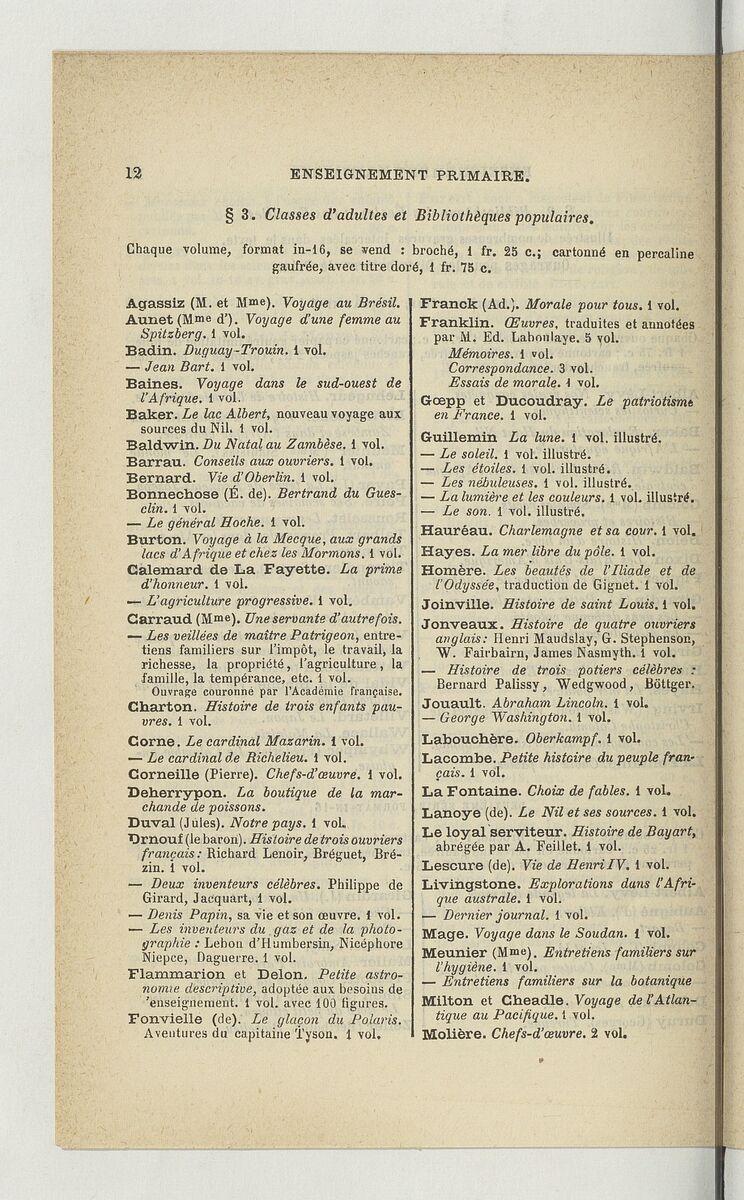 12
ENSEIGNEMENT PRIMAIRE.
§ 3. Classes d'adultes et Bibliothèques populaires.
Chaque volume, format in-16, se vend : broché, 1 fr. 25 c.; cartonné en percaline
gaufrée, avec titre doré, 1 fr. 75 c.
Agassiz (M. et Mme). Voyage au Brésil.
Aunet (Mme d'). Voyage d'une femme au
Spitzberg. 1 vol.
Badin. Duguay-Trouin. 1 vol.
— Jean Bart. 1 vol.
Baines. Voyage dans le sud-ouest de
l'Afrique. 1 vol.
Baker. Le lac Albert, nouveau voyage aux
sources du Nil. 1 vol.
Baldwin. Du Natal au Zambèse. 1 vol.
Barrau. Conseils aux ouvriers. 1 vol.
Bernard. Vie d'Oberlin. 1 vol.
Bonnechose (É. de). Bertrand du Gues-
clin. 1 vol.
— Le général Hoche. 1 vol.
Burton. Voyage à la Mecque, aux grands
lacs d'Afrique et chez les Mormons. 1 vol.
Calemard de La Fayette. La prime
d'honneur. 1 vol.
— L'agriculture progressive. 1 vol.
Carraud (Mme). Une servante d'autrefois.
— Les veillées de maître Patrigeon, entre-
tiens familiers sur l'impôt, le travail, la
richesse, la propriété, l'agriculture, la
famille, la tempérance, etc. 1 vol.
Ouvrage couronné par l'Académie française.
Charton. Histoire de trois enfants pau-
vres. 1 vol.
Corne. Le cardinal Mazarin. 1 vol.
— Le cardinal de Richelieu. 1 vol.
Corneille (Pierre). Chefs-d'œuvre. 1 vol.
Deherrypon. La boutique de la mar-
chande de poissons.
Duval (Jules). Notre pays. 1 vol.
Ernouf (le baron). Histoire de trois ouvriers
français : Richard Lenoir, Bréguet, Bré-
zin. 1 vol.
— Deux inventeurs célèbres. Philippe de
Girard, Jacquart, 1 vol.
— Denis Papin, sa vie et son œuvre. 1 vol.
— Les inventeurs du gaz et de la photo-
graphie : Lebon d'Humbersin, Nicéphore
Niepce, Daguerre. 1 vol.
Flammarion et Delon. Petite astro-
nomie descriptive, adoptée aux besoins de
'enseignement. 1 vol. avec 100 figures.
Fonvielle (de). Le glaçon du Polaris.
Aventures du capitaine Tyson. 1 vol.
Franck (Ad.). Morale pour tous. 1 vol.
Franklin. Œuvres, traduites et annotées
par M. Ed. Laboulaye. 5 vol.
Mémoires. 1 vol.
Correspondance. 3 vol.
Essais de morale. 1 vol.
Gœpp et Ducoudray. Le patriotisme
en France. 1 vol.
Guillemin La lune. 1 vol. illustré.
— Le soleil. 1 vol. illustré.
— Les étoiles. 1 vol. illustré.
— Les nébuleuses. 1 vol. illustré.
— La lumière et les couleurs. 1 vol. illustré.
— Le son. 1 vol. illustré.
Hauréau. Charlemagne et sa cour. 1 vol.
Hayes. La mer libre du pôle. 1 vol.
Homère. Les beautés de l'Iliade et de
l'Odyssée, traduction de Giguet. 1 vol.
Joinville. Histoire de saint Louis. 1 vol.
Jonveaux. Histoire de quatre ouvriers
anglais : Henri Maudslay, G. Stephenson,
W. Fairbairn, James Nasmyth. 1 vol.
— Histoire de trois potiers célèbres :
Bernard Palissy, Wedgwood, Böttger.
Jouault. Abraham Lincoln. 1 vol.
— George Washington. 1 vol.
Labouchère. Oberkampf. 1 vol.
Lacombe. Petite histoire du peuple fran-
çais. 1 vol.
La Fontaine. Choix de fables. 1 vol.
Lanoye (de). Le Nil et ses sources. 1 vol.
Le loyal serviteur. Histoire de Bayart,
abrégée par A. Feillet. 1 vol.
Lescure (de). Vie de Henri IV. 1 vol.
Livingstone. Explorations dans l'Afri-
que australe. 1 vol.
— Dernier journal. 1 vol.
Mage. Voyage dans le Soudan. 1 vol.
Meunier (Mme). Entretiens familiers sur
l'hygiène. 1 vol.
— Entretiens familiers sur la botanique
Milton et Cheadle. Voyage de l'Atlan-
tique au Pacifique. 1 vol.
Molière. Chefs-d'œuvre. 2 vol.